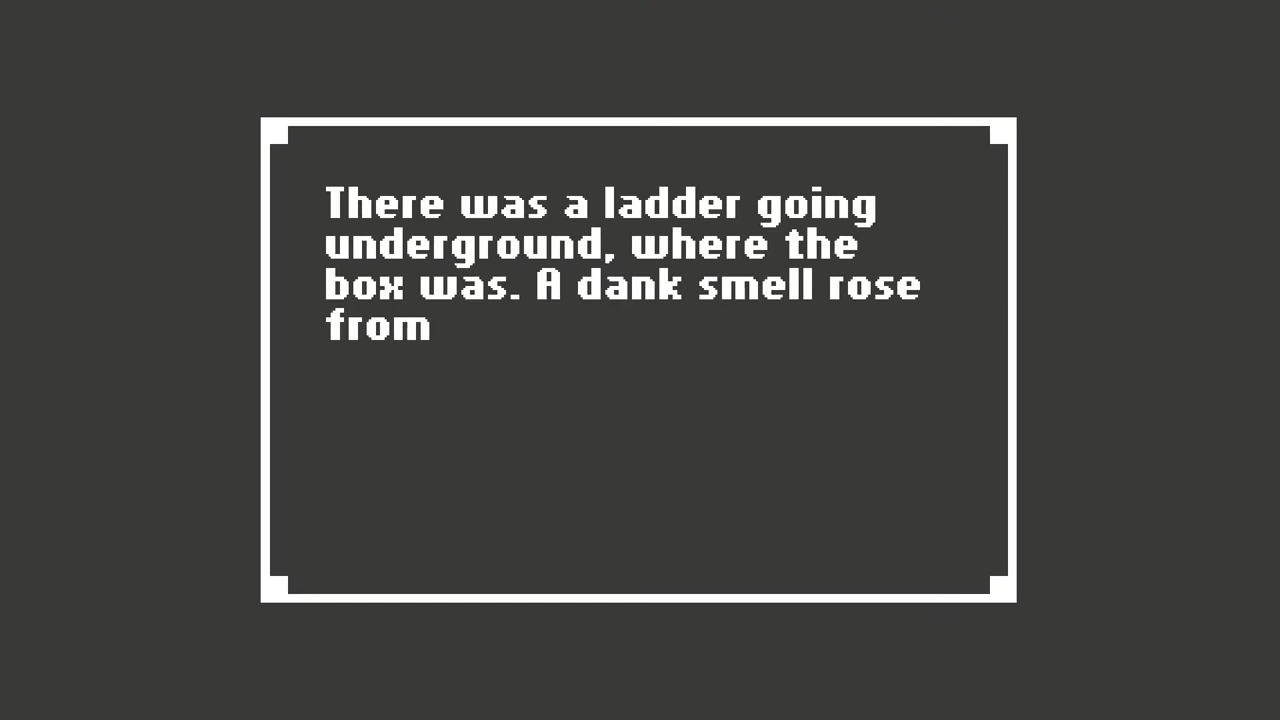 There was a ladder going
underground, where the
box was. A dank smell rose
from